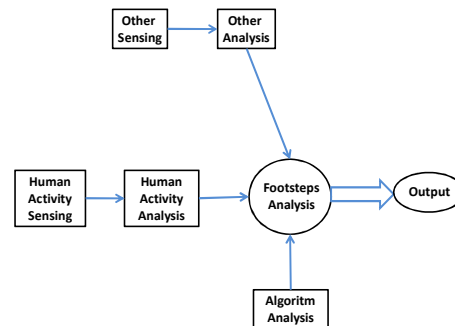 Other
Sensing
Other
Analysis
Human
Activity
Sensing
Human
Activity
Analysis
Footsteps
Analysis
Output
Algoritm
Analysis